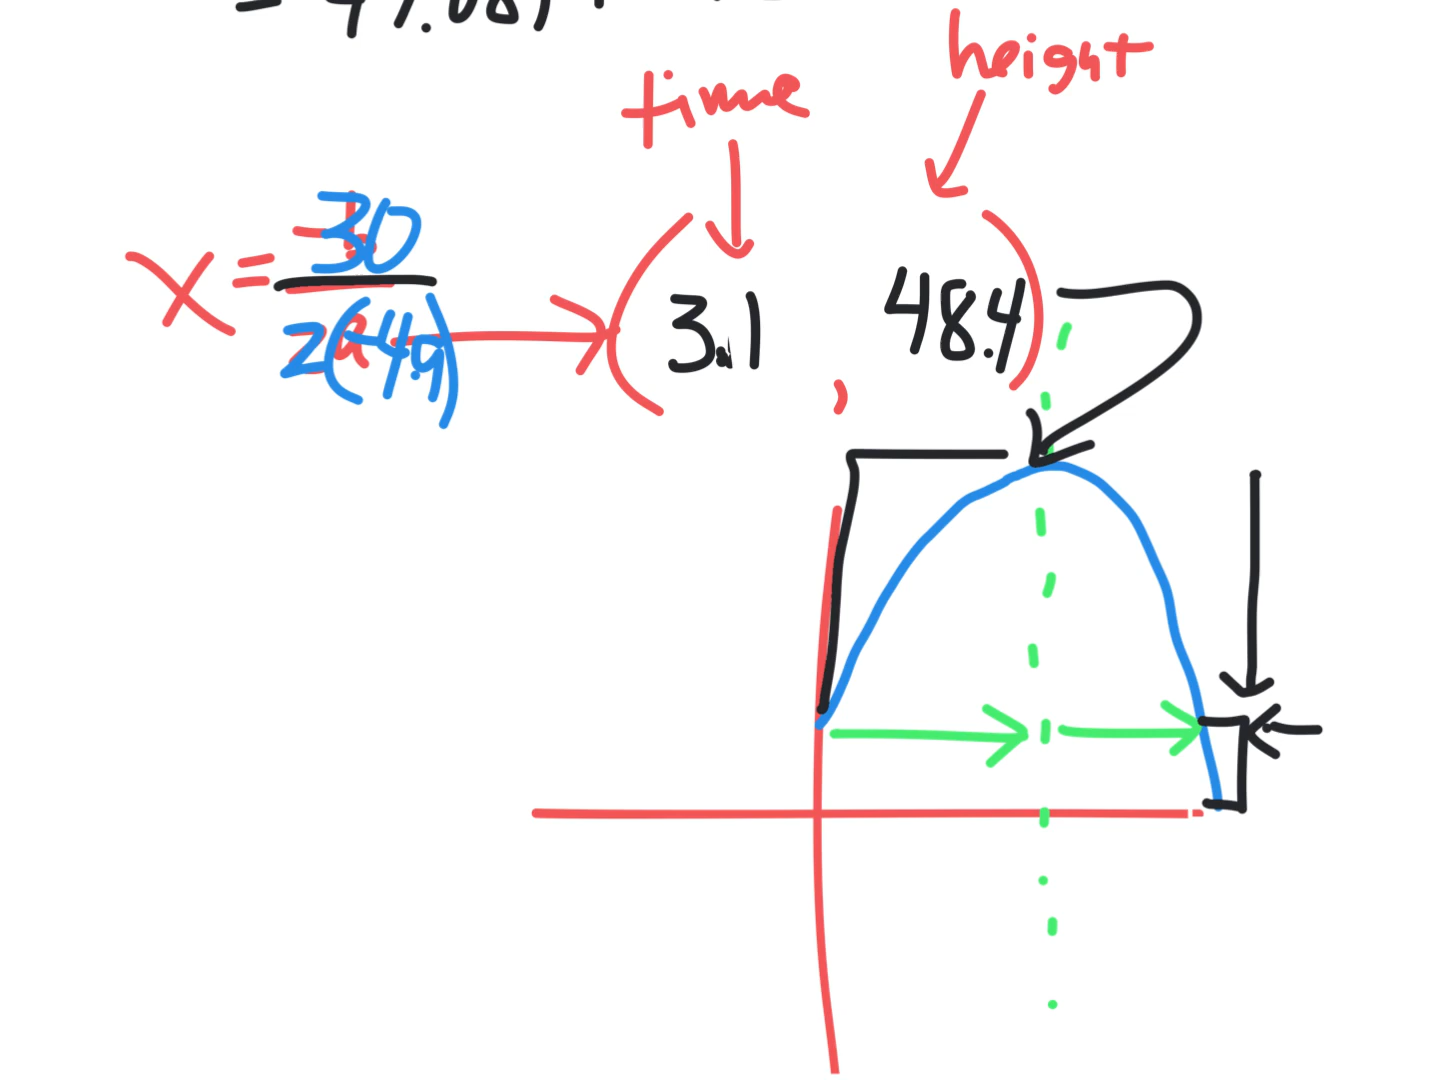 height
time
x = -30 / 2(-4.9)
(3.1 , 48.4)